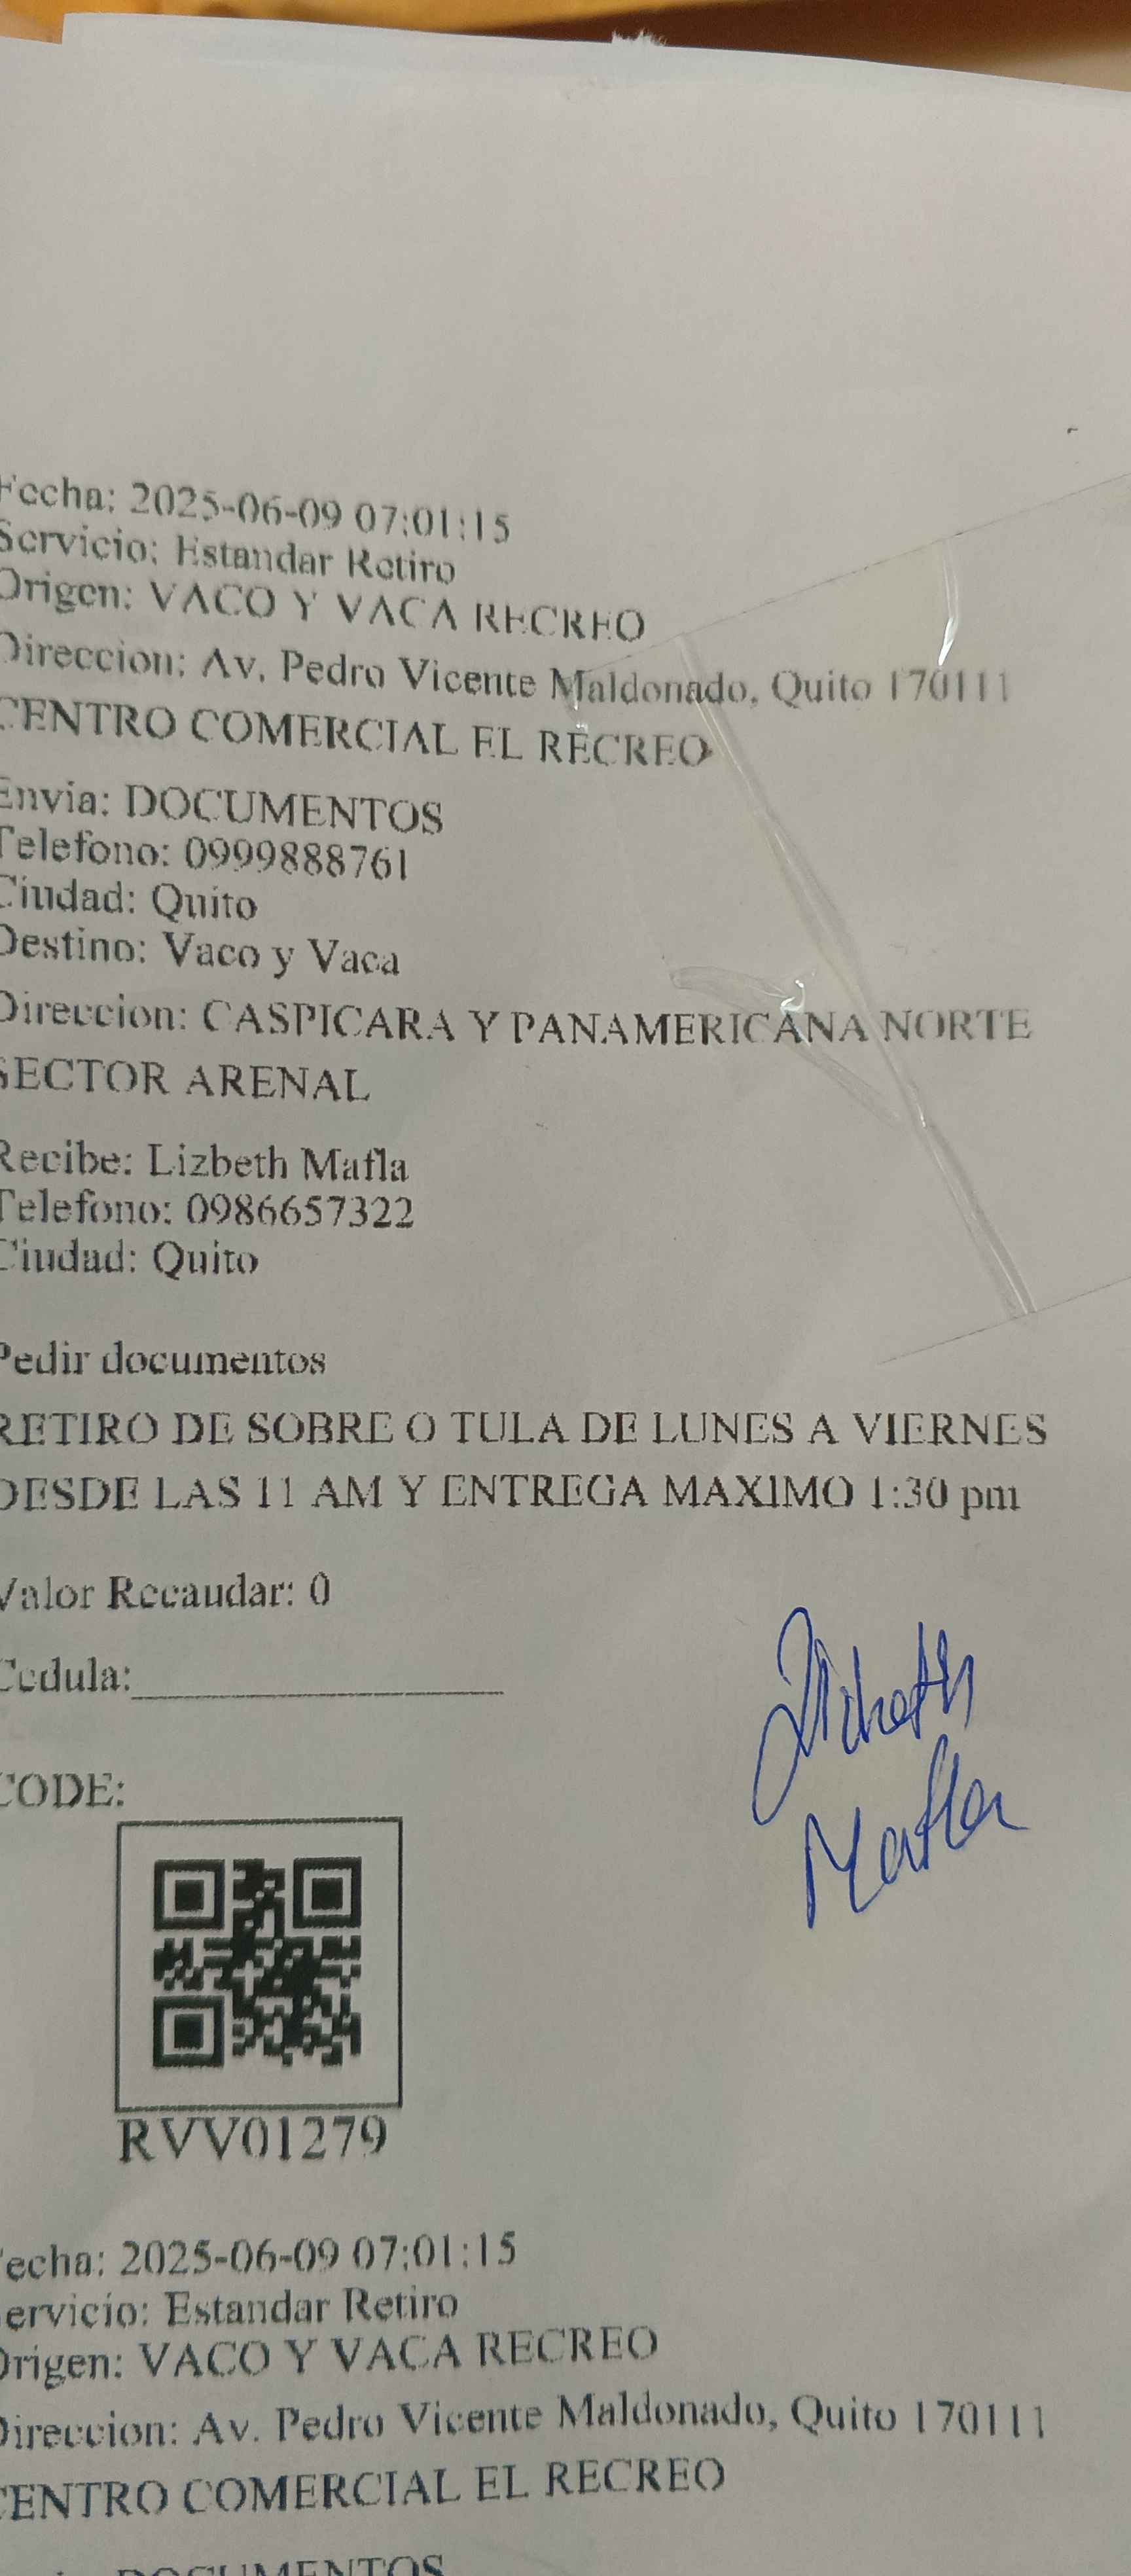 Fecha: 2025-06-09 07:01:15
Servicio: Estandar Retiro
Origen: VACO Y VACA RECREO
Direccion: Av. Pedro Vicente Maldonado, Quito 170111
CENTRO COMERCIAL EL RECREO
Envia: DOCUMENTOS
Telefono: 0999888761
Ciudad: Quito
Destino: Vaco y Vaca
Direccion: CASPICARA Y PANAMERICANA NORTE
SECTOR ARENAL
Recibe: Lizbeth Mafla
Telefono: 0986657322
Ciudad: Quito
Pedir documentos
RETIRO DE SOBRE O TULA DE LUNES A VIERNES
DESDE LAS 11 AM Y ENTREGA MAXIMO 1:30 pm
Valor Recaudar: 0
Cedula:
Lizbeth
Mafla
CODE:
RVV01279
Fecha: 2025-06-09 07:01:15
Servicio: Estandar Retiro
Origen: VACO Y VACA RECREO
Direccion: Av. Pedro Vicente Maldonado, Quito 170111
CENTRO COMERCIAL EL RECREO
DOCUMENTOS